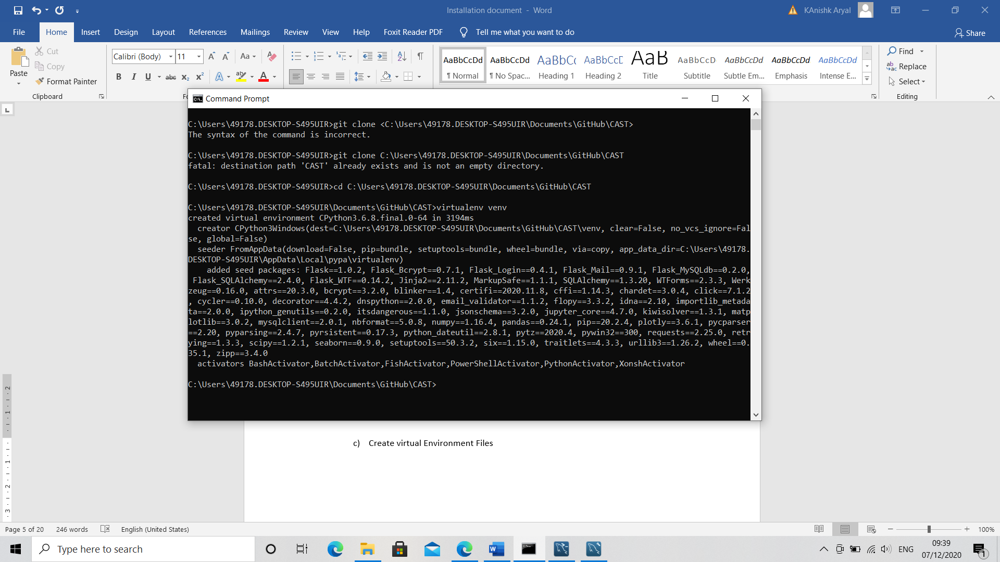 Installation document - Word
KAnishk Aryal
File Home Insert Design Layout References Mailings Review View Help Foxit Reader PDF Tell me what you want to do
Share
Paste
Cut
Copy
Format Painter
Clipboard
Calibri (Body) 11
AaBbCcDd AaBbCcDd AaBbCc AaBbCcE AaB AaBbCcD AaBbCcDd AaBbCcDd AaBbCcDd
¶ Normal ¶ No Spac... Heading 1 Heading 2 Title Subtitle Subtle Em... Emphasis Intense E...
Find
Replace
Select
Editing
Command Prompt
C:\Users\49178.DESKTOP-S495UIR>git clone <C:\Users\49178.DESKTOP-S495UIR\Documents\GitHub\CAST>
The syntax of the command is incorrect.
C:\Users\49178.DESKTOP-S495UIR>git clone C:\Users\49178.DESKTOP-S495UIR\Documents\GitHub\CAST
fatal: destination path 'CAST' already exists and is not an empty directory.
C:\Users\49178.DESKTOP-S495UIR>cd C:\Users\49178.DESKTOP-S495UIR\Documents\GitHub\CAST
C:\Users\49178.DESKTOP-S495UIR\Documents\GitHub\CAST>virtualenv venv
created virtual environment CPython3.6.8.final.0-64 in 3194ms
creator CPython3Windows(dest=C:\Users\49178.DESKTOP-S495UIR\Documents\GitHub\CAST\venv, clear=False, no_vcs_ignore=Fal
se, global=False)
seeder FromAppData(download=False, pip=bundle, setuptools=bundle, wheel=bundle, via=copy, app_data_dir=C:\Users\49178.
DESKTOP-S495UIR\AppData\Local\pypa\virtualenv)
added seed packages: Flask==1.0.2, Flask_Bcrypt==0.7.1, Flask_Login==0.4.1, Flask_Mail==0.9.1, Flask_MySQLdb==0.2.0,
Flask_SQLAlchemy==2.4.0, Flask_WTF==0.14.2, Jinja2==2.11.2, MarkupSafe==1.1.1, SQLAlchemy==1.3.20, WTForms==2.3.3, Werk
zeug==0.16.0, attrs==20.3.0, bcrypt==3.2.0, blinker==1.4, certifi==2020.11.8, cffi==1.14.3, chardet==3.0.4, click==7.1.2
, cycler==0.10.0, decorator==4.4.2, dnspython==2.0.0, email_validator==1.1.2, flopy==3.3.2, idna==2.10, importlib_metada
ta==2.0.0, ipython_genutils==0.2.0, itsdangerous==1.1.0, jsonschema==3.2.0, jupyter_core==4.7.0, kiwisolver==1.3.1, matp
lotlib==3.0.2, mysqlclient==2.0.1, nbformat==5.0.8, numpy==1.16.4, pandas==0.24.1, pip==20.2.4, plotly==3.6.1, pycparser
==2.20, pyparsing==2.4.7, pyrsistent==0.17.3, python_dateutil==2.8.1, pytz==2020.4, pywin32==300, requests==2.25.0, retr
ying==1.3.3, scipy==1.2.1, seaborn==0.9.0, setuptools==50.3.2, six==1.15.0, traitlets==4.3.3, urllib3==1.26.2, wheel==0.
35.1, zipp==3.4.0
activators BashActivator,BatchActivator,FishActivator,PowerShellActivator,PythonActivator,XonshActivator
C:\Users\49178.DESKTOP-S495UIR\Documents\GitHub\CAST>
c) Create virtual Environment Files
Page 5 of 20 246 words English (United States)
100%
Type here to search
ENG
09:39
07/12/2020
1